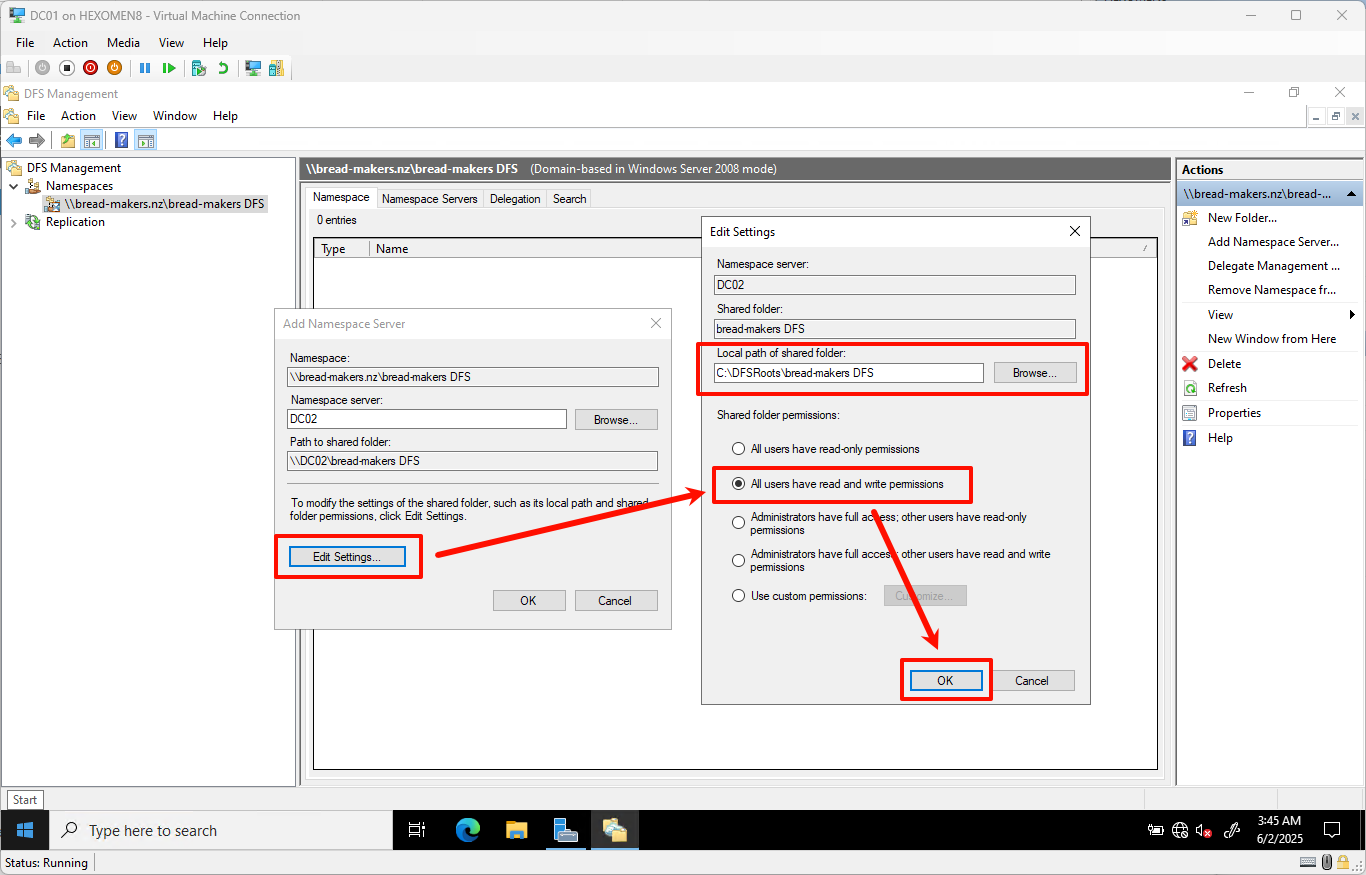 DC01 on HEXOMEN8 - Virtual Machine Connection
File Action Media View Help
DFS Management
File Action View Window Help
DFS Management
Namespaces
\\bread-makers.nz\bread-makers DFS
Replication
\\bread-makers.nz\bread-makers DFS (Domain-based in Windows Server 2008 mode)
Namespace Namespace Servers Delegation Search
0 entries
Type Name
Add Namespace Server
Namespace:
\\bread-makers.nz\bread-makers DFS
Namespace server:
DC02
Browse...
Path to shared folder:
\\DC02\bread-makers DFS
To modify the settings of the shared folder, such as its local path and shared
folder permissions, click Edit Settings.
Edit Settings...
OK Cancel
Edit Settings
Namespace server:
DC02
Shared folder:
bread-makers DFS
Local path of shared folder:
C:\DFSRoots\bread-makers DFS
Browse...
Shared folder permissions:
All users have read-only permissions
All users have read and write permissions
Administrators have full access; other users have read-only
permissions
Administrators have full access; other users have read and write
permissions
Use custom permissions:
Customize...
OK Cancel
Actions
\\bread-makers.nz\bread-...
New Folder...
Add Namespace Server...
Delegate Management ...
Remove Namespace fr...
View
New Window from Here
Delete
Refresh
Properties
Help
Start
Type here to search
3:45 AM
6/2/2025
Status: Running